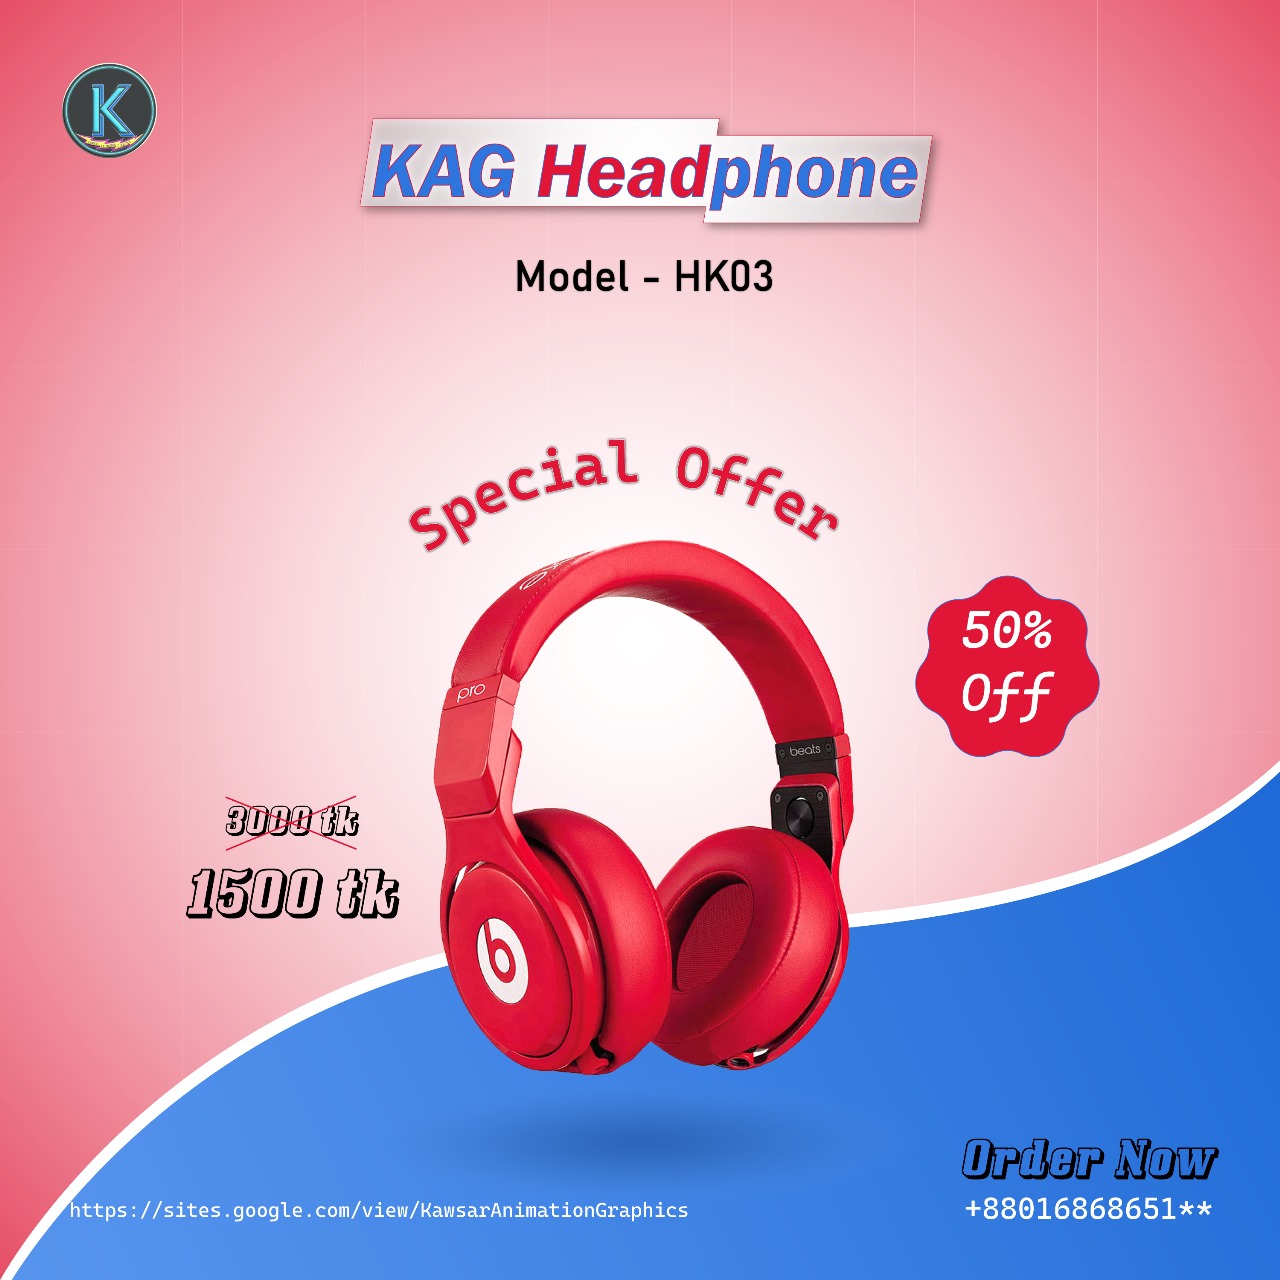 K
KAG Headphone
Model - HK03
Special Offer
50%
Off
pro
beats
3000 tk
1500 tk
b
Order Now
https://sites.google.com/view/KawsarAnimationGraphics
+88016868651**